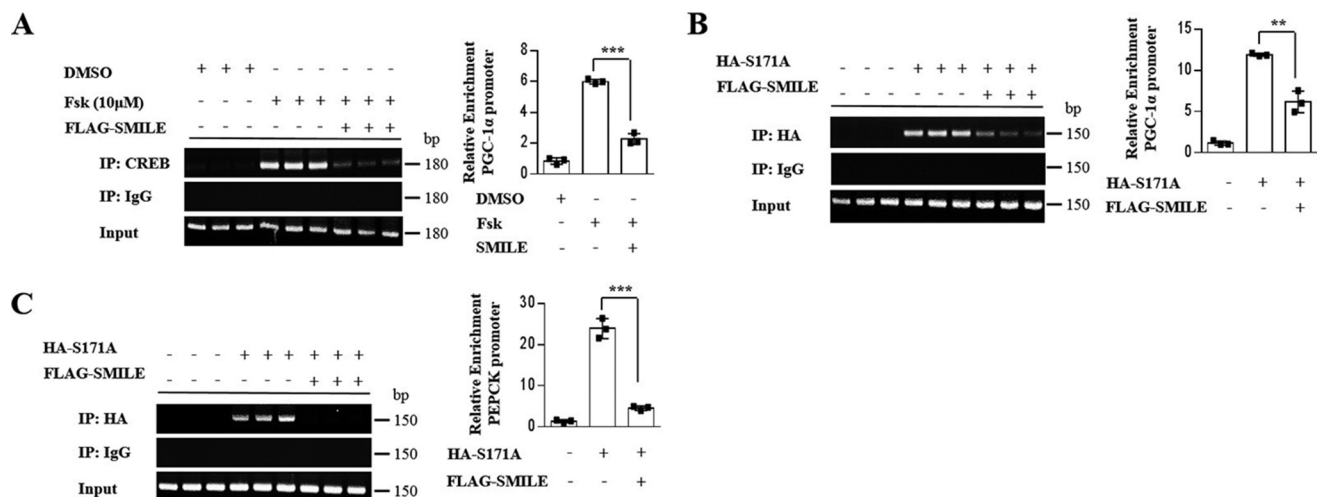 A
DMSO + + + - - - - - -
Fsk (10μM) - - - + + + + + +
FLAG-SMILE - - - - - - + + +
bp
IP: CREB 180
IP: IgG 180
Input 180
Relative Enrichment
PGC-1α promoter
8
6
4
2
0
***
DMSO + - -
Fsk - + +
SMILE - - +
B
HA-S171A - - - + + + + + +
FLAG-SMILE - - - - - - + + +
bp
IP: HA 150
IP: IgG 150
Input 150
Relative Enrichment
PGC-1α promoter
15
10
5
0
**
HA-S171A - + +
FLAG-SMILE - - +
C
HA-S171A - - - + + + + + +
FLAG-SMILE - - - - - - + + +
bp
IP: HA 150
IP: IgG 150
Input 150
Relative Enrichment
PEPCK promoter
30
20
10
0
***
HA-S171A - + +
FLAG-SMILE - - +